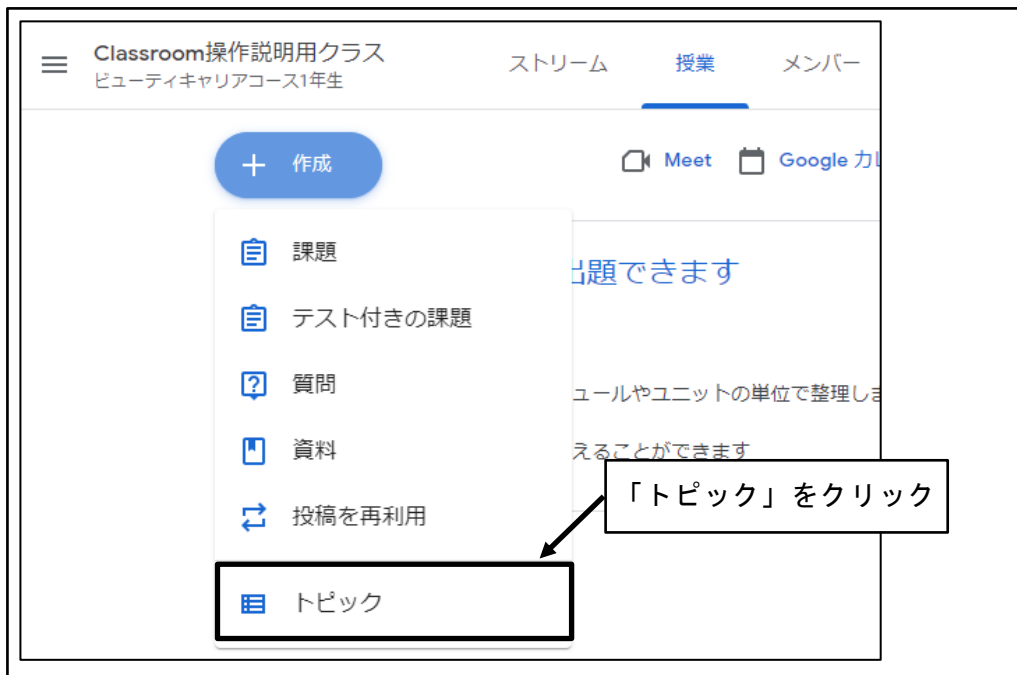 Classroom操作説明用クラス
ビューティキャリアコース1年生
ストリーム 授業 メンバー
+ 作成
Meet Google カレ
課題
出題できます
テスト付きの課題
質問
ュールやユニットの単位で整理しま
資料
えることができます
「トピック」をクリック
投稿を再利用
トピック